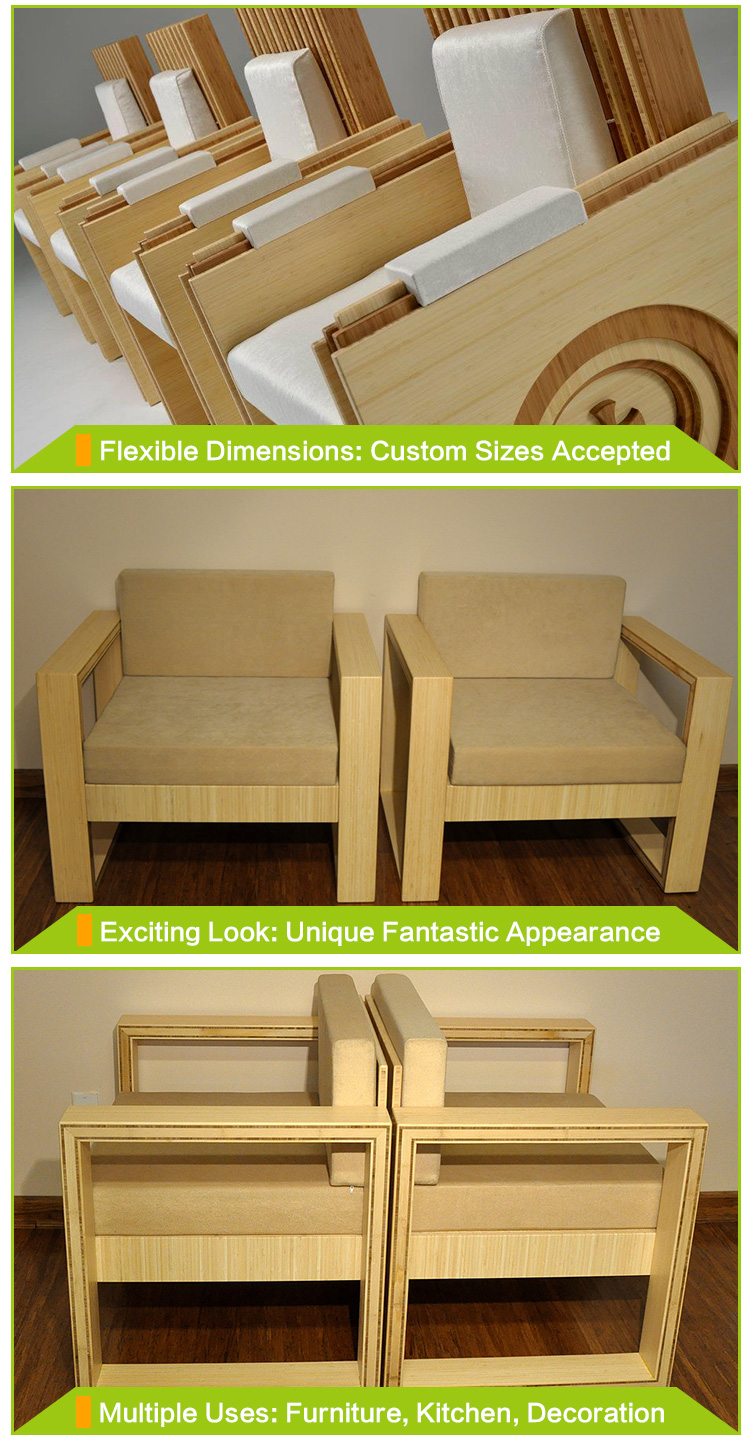 Flexible Dimensions: Custom Sizes Accepted
Exciting Look: Unique Fantastic Appearance
Multiple Uses: Furniture, Kitchen, Decoration